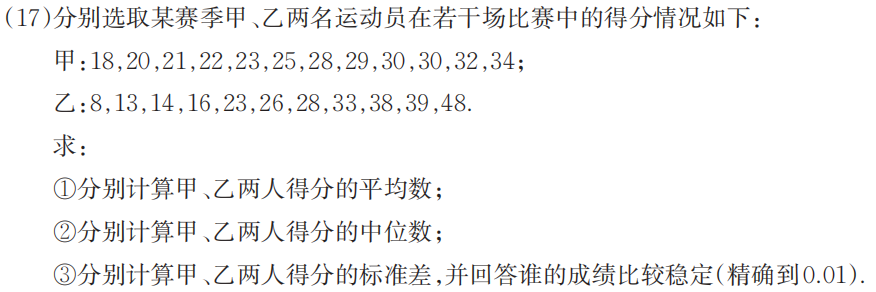 (17)分别选取某赛季甲、乙两名运动员在若干场比赛中的得分情况如下:
甲:18,20,21,22,23,25,28,29,30,30,32,34;
乙:8,13,14,16,23,26,28,33,38,39,48.
求:
①分别计算甲、乙两人得分的平均数;
②分别计算甲、乙两人得分的中位数;
③分别计算甲、乙两人得分的标准差,并回答谁的成绩比较稳定(精确到0.01).